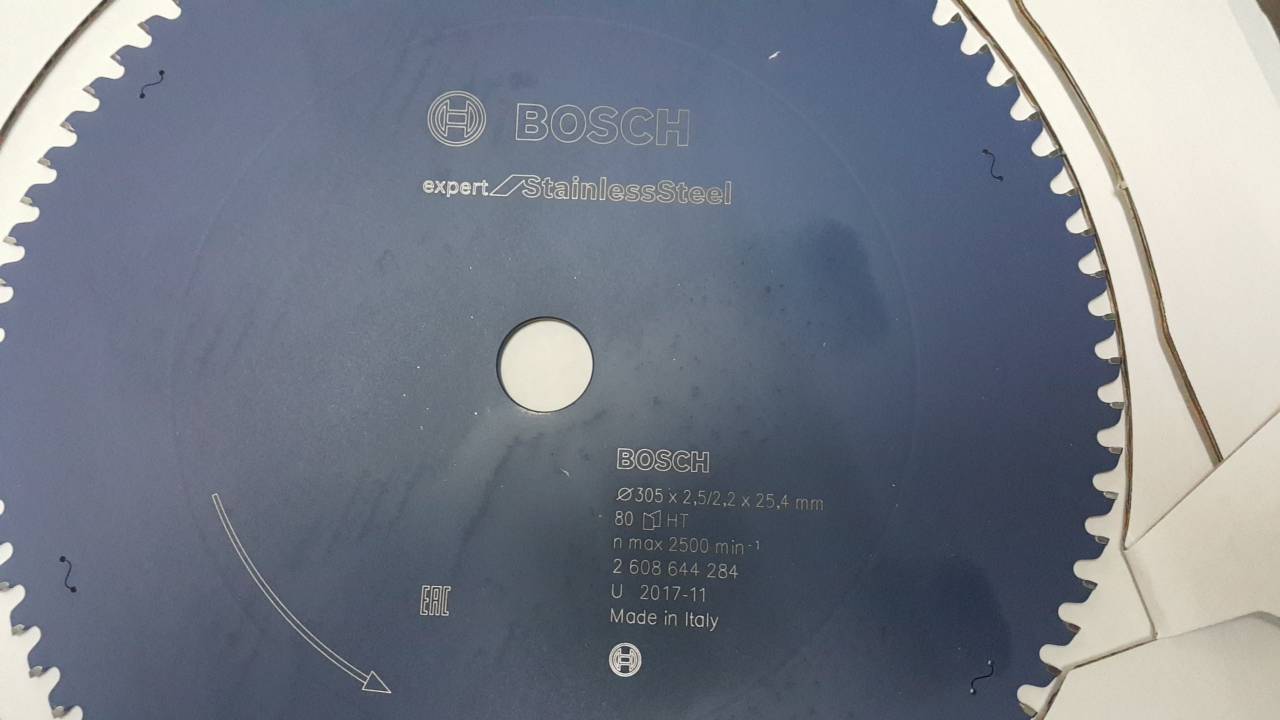 BOSCH
expert StainlessSteel
BOSCH
Ø305 x 2,5/2,2 x 25,4 mm
80 HT
n max 2500 min⁻¹
2 608 644 284
U 2017-11
Made in Italy
EAC